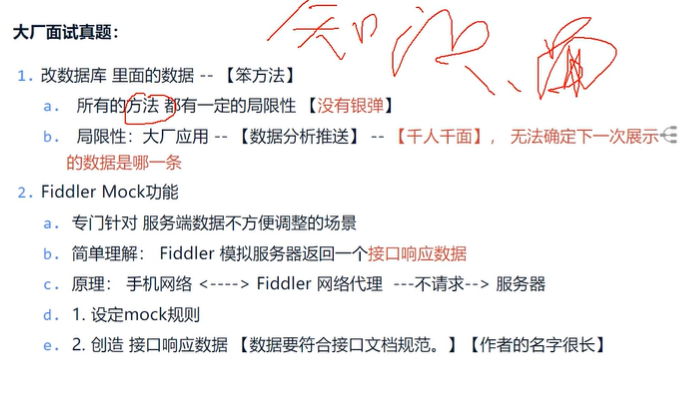 大厂面试真题：
知识面
1. 改数据库 里面的数据 -- 【笨方法】
a. 所有的方法 都有一定的局限性 【没有银弹】
b. 局限性：大厂应用 -- 【数据分析推送】 -- 【千人千面】， 无法确定下一次展示
的数据是哪一条
2. Fiddler Mock功能
a. 专门针对 服务端数据不方便调整的场景
b. 简单理解： Fiddler 模拟服务器返回一个接口响应数据
c. 原理： 手机网络 <----> Fiddler 网络代理 ---不请求--> 服务器
d. 1. 设定mock规则
e. 2. 创造 接口响应数据 【数据要符合接口文档规范。】【作者的名字很长】